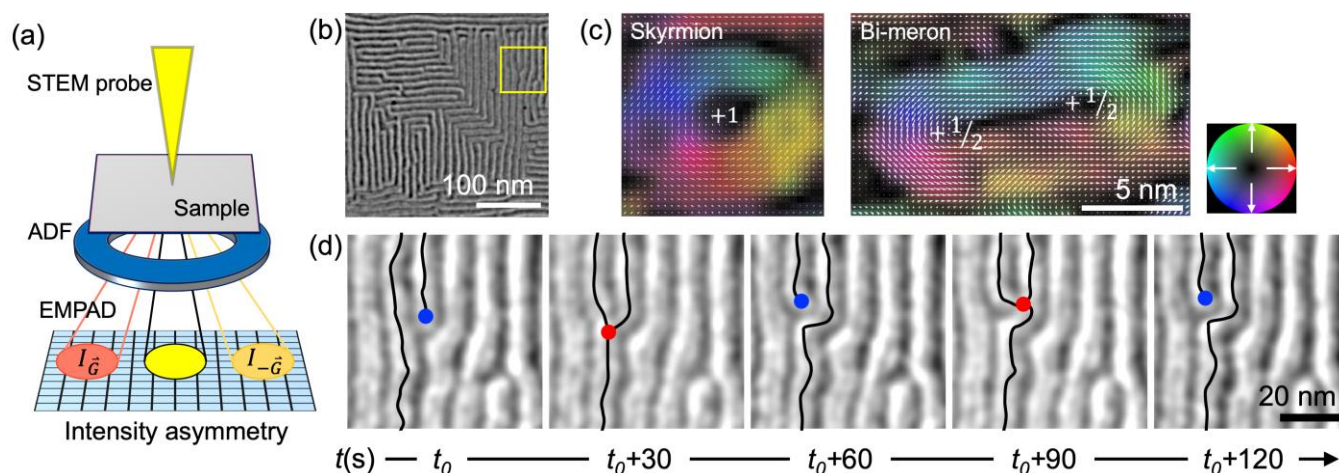 (a)
STEM probe
Sample
ADF
EMPAD
I_G⃗
I_-G⃗
Intensity asymmetry
(b)
100 nm
(c)
Skyrmion
+1
Bi-meron
+ 1/2
+ 1/2
5 nm
(d)
20 nm
t(s) t₀ t₀+30 t₀+60 t₀+90 t₀+120